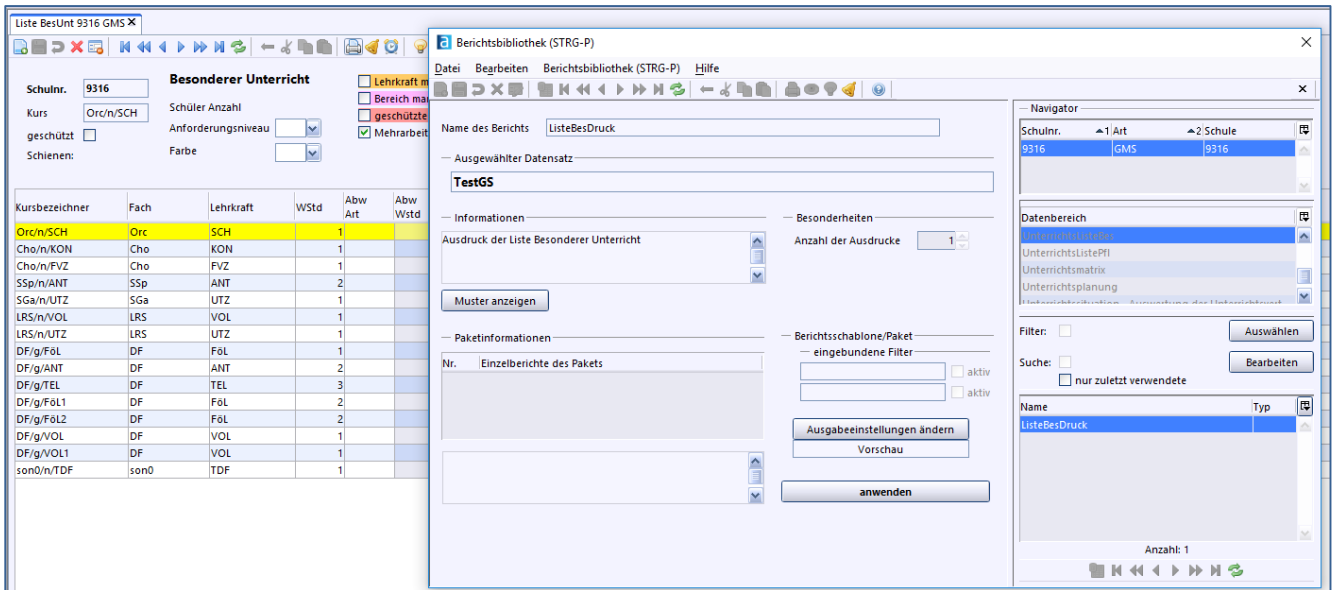 Liste BesUnt 9316 GMS
Schulnr. 9316
Kurs Orc/n/SCH
geschützt
Schienen:
Besonderer Unterricht
Schüler Anzahl
Anforderungsniveau
Farbe
Lehrkraft m
Bereich ma
geschützte
Mehrarbeit
Kursbezeichner Fach Lehrkraft WStd Abw Art Abw Wstd
Orc/n/SCH Orc SCH 1
Cho/n/KON Cho KON 1
Cho/n/FVZ Cho FVZ 1
SSp/n/ANT SSp ANT 2
SGa/n/UTZ SGa UTZ 1
LRS/n/VOL LRS VOL 1
LRS/n/UTZ LRS UTZ 1
DF/g/FöL DF FöL 1
DF/g/ANT DF ANT 2
DF/g/TEL DF TEL 3
DF/g/FöL1 DF FöL 2
DF/g/FöL2 DF FöL 2
DF/g/VOL DF VOL 1
DF/g/VOL1 DF VOL 1
son0/n/TDF son0 TDF 1
Berichtsbibliothek (STRG-P)
Datei Bearbeiten Berichtsbibliothek (STRG-P) Hilfe
Name des Berichts ListeBesDruck
Ausgewählter Datensatz
TestGS
Informationen
Ausdruck der Liste Besonderer Unterricht
Muster anzeigen
Besonderheiten
Anzahl der Ausdrucke 1
Paketinformationen
Nr. Einzelberichte des Pakets
Berichtsschablone/Paket
eingebundene Filter
aktiv
aktiv
Ausgabeeinstellungen ändern
Vorschau
anwenden
Navigator
Schulnr. 1 Art 2 Schule
9316 GMS 9316
Datenbereich
UnterrichtsListeBes
UnterrichtsListePfl
Unterrichtsmatrix
Unterrichtsplanung
Unterrichtssituation - Auswertung der Unterrichtsvert
Filter:
Auswählen
Suche:
Bearbeiten
nur zuletzt verwendete
Name Typ
ListeBesDruck
Anzahl: 1